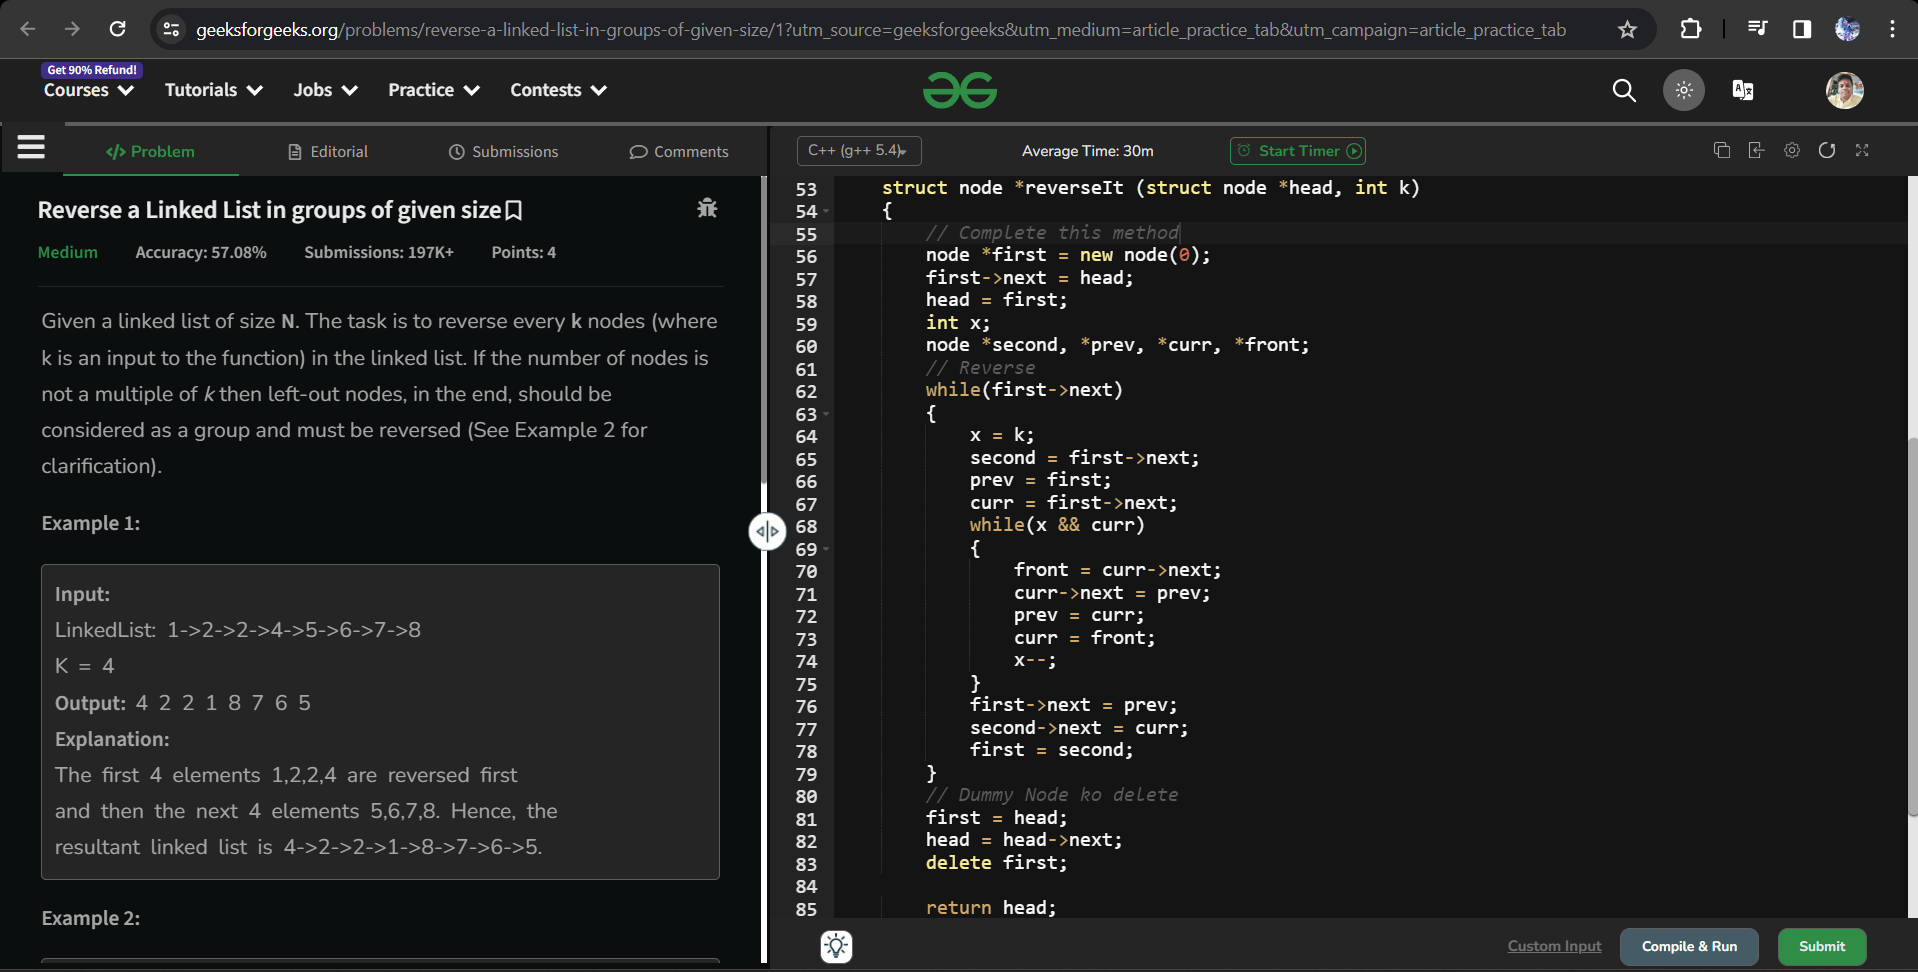 geeksforgeeks.org/problems/reverse-a-linked-list-in-groups-of-given-size/1?utm_source=geeksforgeeks&utm_medium=article_practice_tab&utm_campaign=article_practice_tab
Get 90% Refund!
Courses Tutorials Jobs Practice Contests
</> Problem Editorial Submissions Comments
C++ (g++ 5.4) Average Time: 30m Start Timer
Reverse a Linked List in groups of given size
Medium Accuracy: 57.08% Submissions: 197K+ Points: 4
Given a linked list of size N. The task is to reverse every k nodes (where
k is an input to the function) in the linked list. If the number of nodes is
not a multiple of k then left-out nodes, in the end, should be
considered as a group and must be reversed (See Example 2 for
clarification).
Example 1:
Input:
LinkedList: 1->2->2->4->5->6->7->8
K = 4
Output: 4 2 2 1 8 7 6 5
Explanation:
The first 4 elements 1,2,2,4 are reversed first
and then the next 4 elements 5,6,7,8. Hence, the
resultant linked list is 4->2->2->1->8->7->6->5.
Example 2:
53 struct node *reverseIt (struct node *head, int k)
54 {
55 // Complete this method
56 node *first = new node(0);
57 first->next = head;
58 head = first;
59 int x;
60 node *second, *prev, *curr, *front;
61 // Reverse
62 while(first->next)
63 {
64 x = k;
65 second = first->next;
66 prev = first;
67 curr = first->next;
68 while(x && curr)
69 {
70 front = curr->next;
71 curr->next = prev;
72 prev = curr;
73 curr = front;
74 x--;
75 }
76 first->next = prev;
77 second->next = curr;
78 first = second;
79 }
80 // Dummy Node ko delete
81 first = head;
82 head = head->next;
83 delete first;
84
85 return head;
Custom Input Compile & Run Submit